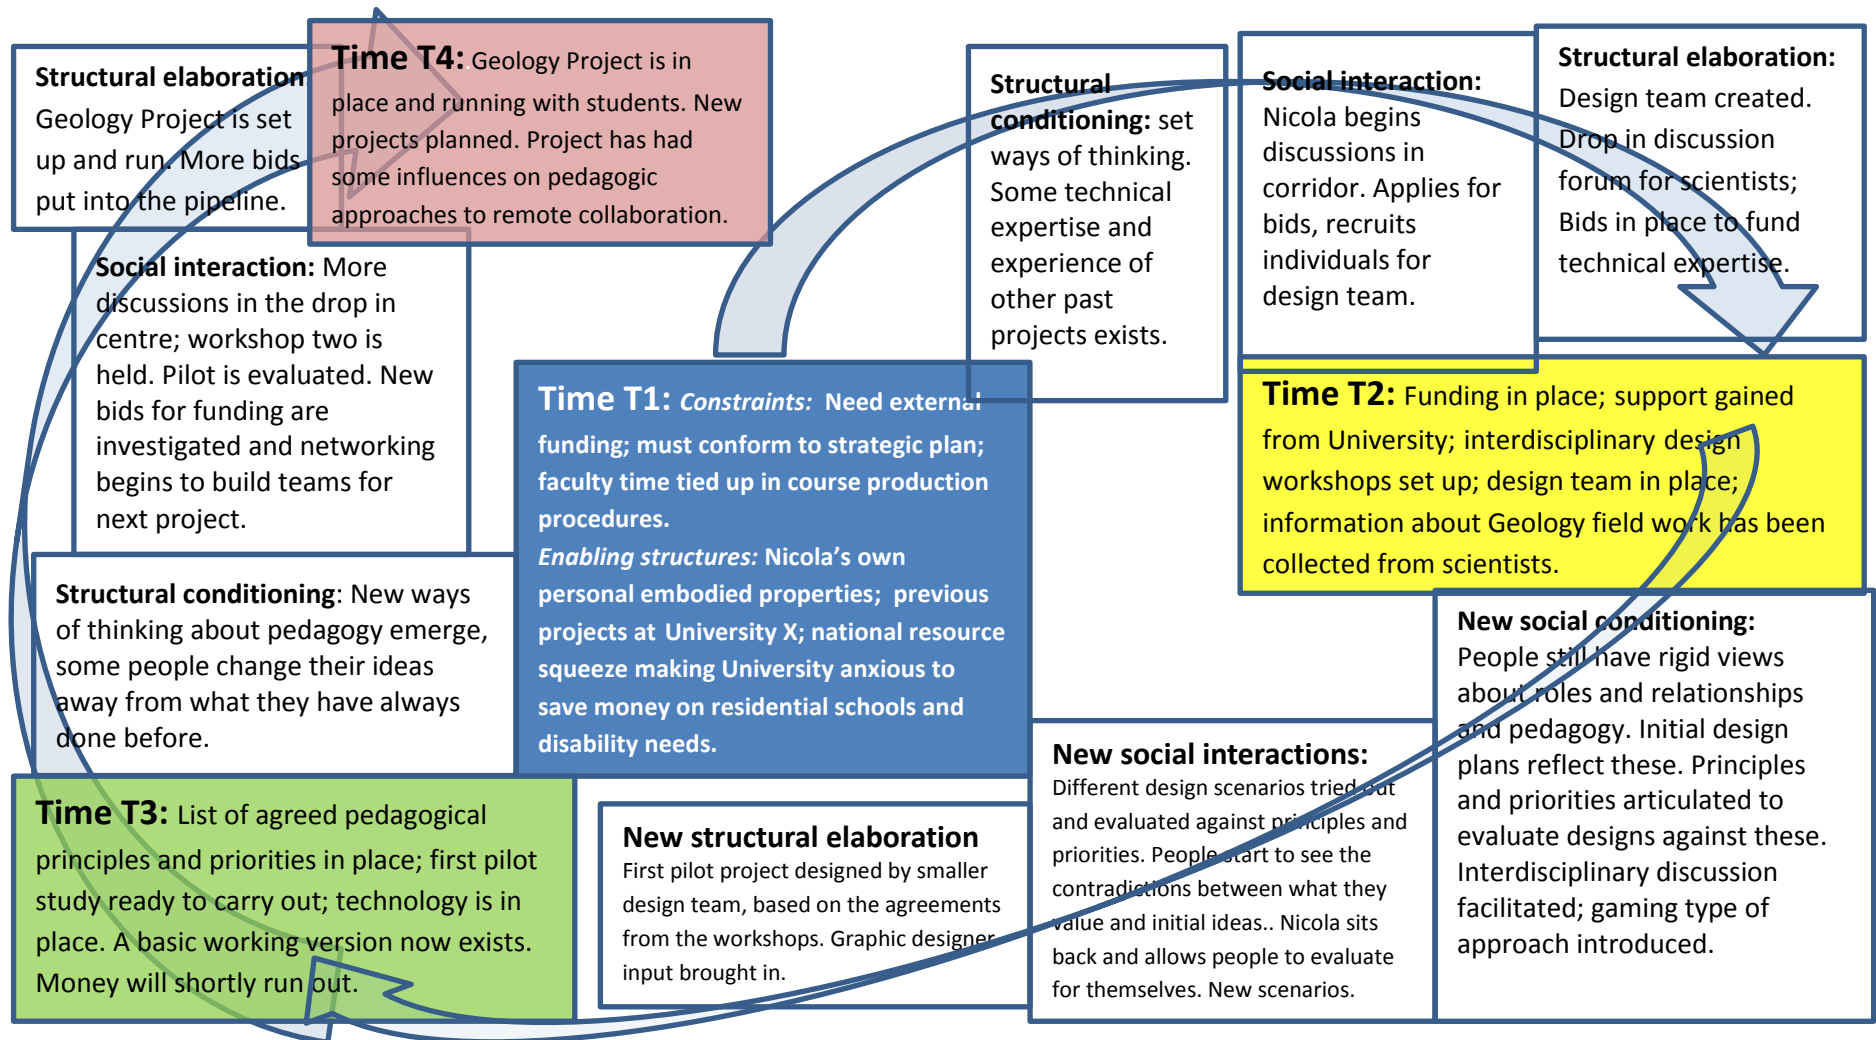 Structural elaboration
Geology Project is set
up and run. More bids
put into the pipeline.
Time T4: Geology Project is in
place and running with students. New
projects planned. Project has had
some influences on pedagogic
approaches to remote collaboration.
Social interaction: More
discussions in the drop in
centre; workshop two is
held. Pilot is evaluated. New
bids for funding are
investigated and networking
begins to build teams for
next project.
Structural conditioning: New ways
of thinking about pedagogy emerge,
some people change their ideas
away from what they have always
done before.
Time T3: List of agreed pedagogical
principles and priorities in place; first pilot
study ready to carry out; technology is in
place. A basic working version now exists.
Money will shortly run out.
Time T1: Constraints: Need external
funding; must conform to strategic plan;
faculty time tied up in course production
procedures.
Enabling structures: Nicola's own
personal embodied properties; previous
projects at University X; national resource
squeeze making University anxious to
save money on residential schools and
disability needs.
Structural
conditioning: set
ways of thinking.
Some technical
expertise and
experience of
other past
projects exists.
Social interaction:
Nicola begins
discussions in
corridor. Applies for
bids, recruits
individuals for
design team.
Structural elaboration:
Design team created.
Drop in discussion
forum for scientists;
Bids in place to fund
technical expertise.
Time T2: Funding in place; support gained
from University; interdisciplinary design
workshops set up; design team in place;
information about Geology field work has been
collected from scientists.
New social conditioning:
People still have rigid views
about roles and relationships
and pedagogy. Initial design
plans reflect these. Principles
and priorities articulated to
evaluate designs against these.
Interdisciplinary discussion
facilitated; gaming type of
approach introduced.
New social interactions:
Different design scenarios tried out
and evaluated against principles and
priorities. People start to see the
contradictions between what they
value and initial ideas.. Nicola sits
back and allows people to evaluate
for themselves. New scenarios.
New structural elaboration
First pilot project designed by smaller
design team, based on the agreements
from the workshops. Graphic designer
input brought in.